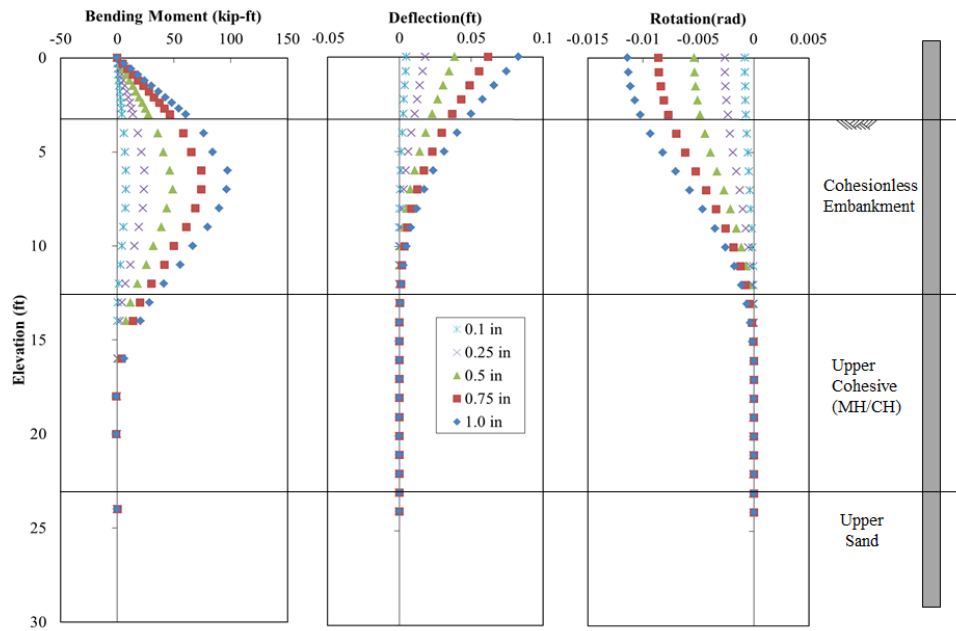 Bending Moment (kip-ft)
-50 0 50 100 150
Deflection(ft)
-0.05 0 0.05 0.1
Rotation(rad)
-0.015 -0.01 -0.005 0 0.005
Elevation (ft)
0
5
10
15
20
25
30
0.1 in
0.25 in
0.5 in
0.75 in
1.0 in
Cohesionless
Embankment
Upper
Cohesive
(MH/CH)
Upper
Sand